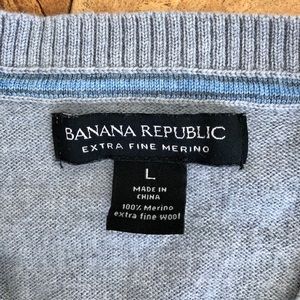 BANANA REPUBLIC
EXTRA FINE MERINO
L
MADE IN
CHINA
100% Merino
extra fine Wool